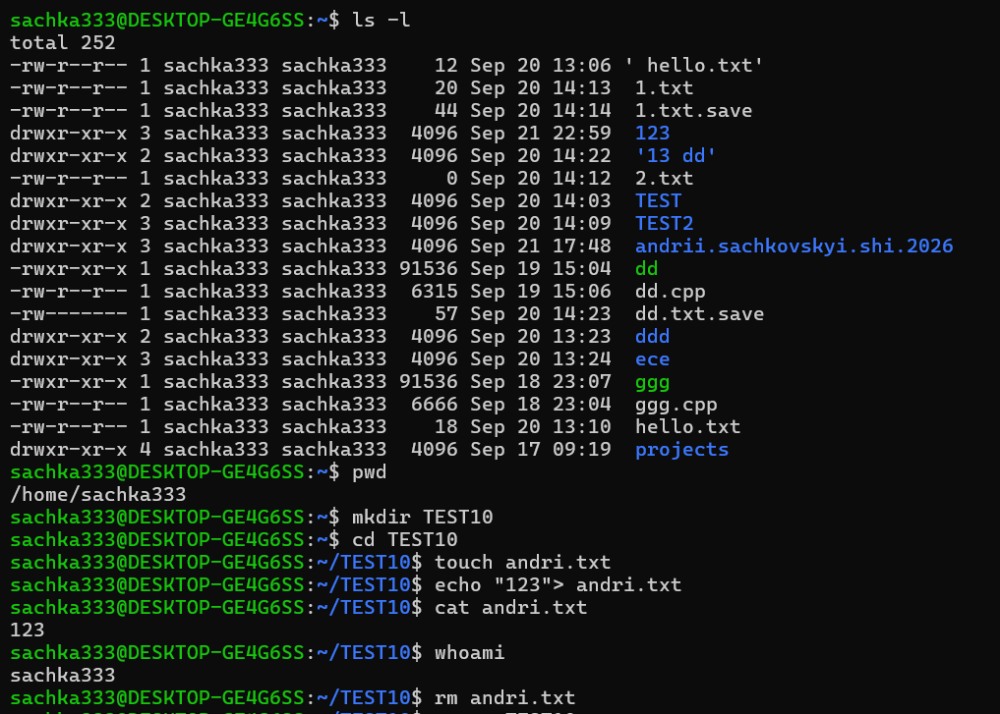 sachka333@DESKTOP-GE4G6SS:~$ ls -l
total 252
-rw-r--r-- 1 sachka333 sachka333    12 Sep 20 13:06 ' hello.txt'
-rw-r--r-- 1 sachka333 sachka333    20 Sep 20 14:13  1.txt
-rw-r--r-- 1 sachka333 sachka333    44 Sep 20 14:14  1.txt.save
drwxr-xr-x 3 sachka333 sachka333  4096 Sep 21 22:59  123
drwxr-xr-x 2 sachka333 sachka333  4096 Sep 20 14:22  '13 dd'
-rw-r--r-- 1 sachka333 sachka333     0 Sep 20 14:12  2.txt
drwxr-xr-x 2 sachka333 sachka333  4096 Sep 20 14:03  TEST
drwxr-xr-x 3 sachka333 sachka333  4096 Sep 20 14:09  TEST2
drwxr-xr-x 3 sachka333 sachka333  4096 Sep 21 17:48  andrii.sachkovskyi.shi.2026
-rwxr-xr-x 1 sachka333 sachka333 91536 Sep 19 15:04  dd
-rw-r--r-- 1 sachka333 sachka333  6315 Sep 19 15:06  dd.cpp
-rw------- 1 sachka333 sachka333    57 Sep 20 14:23  dd.txt.save
drwxr-xr-x 2 sachka333 sachka333  4096 Sep 20 13:23  ddd
drwxr-xr-x 3 sachka333 sachka333  4096 Sep 20 13:24  ece
-rwxr-xr-x 1 sachka333 sachka333 91536 Sep 18 23:07  ggg
-rw-r--r-- 1 sachka333 sachka333  6666 Sep 18 23:04  ggg.cpp
-rw-r--r-- 1 sachka333 sachka333    18 Sep 20 13:10  hello.txt
drwxr-xr-x 4 sachka333 sachka333  4096 Sep 17 09:19  projects
sachka333@DESKTOP-GE4G6SS:~$ pwd
/home/sachka333
sachka333@DESKTOP-GE4G6SS:~$ mkdir TEST10
sachka333@DESKTOP-GE4G6SS:~$ cd TEST10
sachka333@DESKTOP-GE4G6SS:~/TEST10$ touch andri.txt
sachka333@DESKTOP-GE4G6SS:~/TEST10$ echo "123"> andri.txt
sachka333@DESKTOP-GE4G6SS:~/TEST10$ cat andri.txt
123
sachka333@DESKTOP-GE4G6SS:~/TEST10$ whoami
sachka333
sachka333@DESKTOP-GE4G6SS:~/TEST10$ rm andri.txt